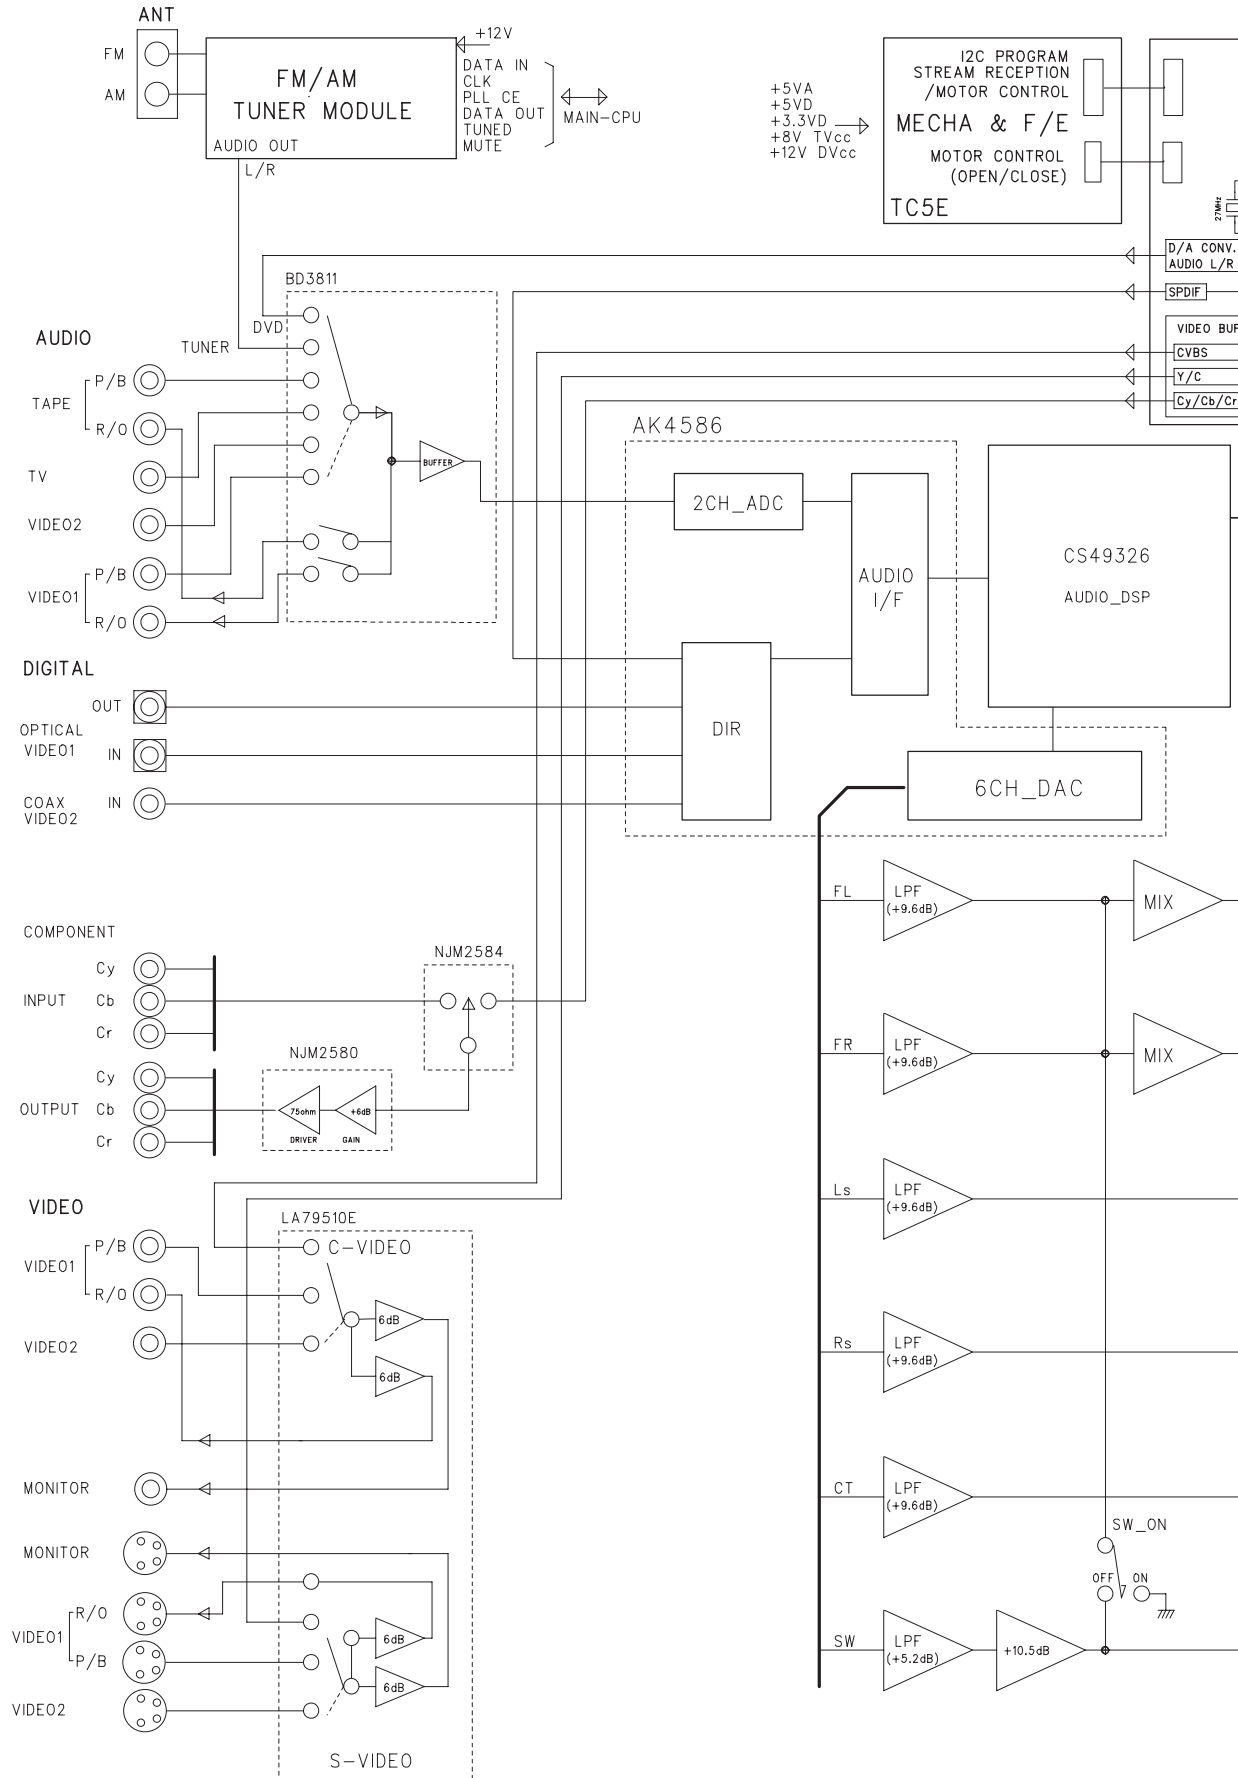 ANT
FM
AM
FM/AM
TUNER MODULE
AUDIO OUT
L/R
+12V
DATA IN
CLK
PLL CE
DATA OUT
TUNED
MUTE
MAIN-CPU
+5VA
+5VD
+3.3VD
+8V TVcc
+12V DVcc
I2C PROGRAM
STREAM RECEPTION
/MOTOR CONTROL
MECHA & F/E
MOTOR CONTROL
(OPEN/CLOSE)
TC5E
27MHz
D/A CONV.
AUDIO L/R
SPDIF
VIDEO BUF
CVBS
Y/C
Cy/Cb/Cr
BD3811
DVD
TUNER
AUDIO
P/B
TAPE
R/O
TV
VIDEO2
P/B
VIDEO1
R/O
BUFFER
AK4586
2CH_ADC
AUDIO
I/F
CS49326
AUDIO_DSP
DIR
6CH_DAC
DIGITAL
OUT
OPTICAL
VIDEO1 IN
COAX IN
VIDEO2
COMPONENT
Cy
INPUT Cb
Cr
Cy
OUTPUT Cb
Cr
NJM2584
NJM2580
75ohm
+6dB
DRIVER
GAIN
FL
LPF
(+9.6dB)
MIX
FR
LPF
(+9.6dB)
MIX
Ls
LPF
(+9.6dB)
Rs
LPF
(+9.6dB)
CT
LPF
(+9.6dB)
SW_ON
OFF
ON
SW
LPF
(+5.2dB)
+10.5dB
VIDEO
P/B
VIDEO1
R/O
VIDEO2
LA79510E
C-VIDEO
6dB
6dB
MONITOR
MONITOR
R/O
VIDEO1
P/B
VIDEO2
6dB
6dB
S-VIDEO